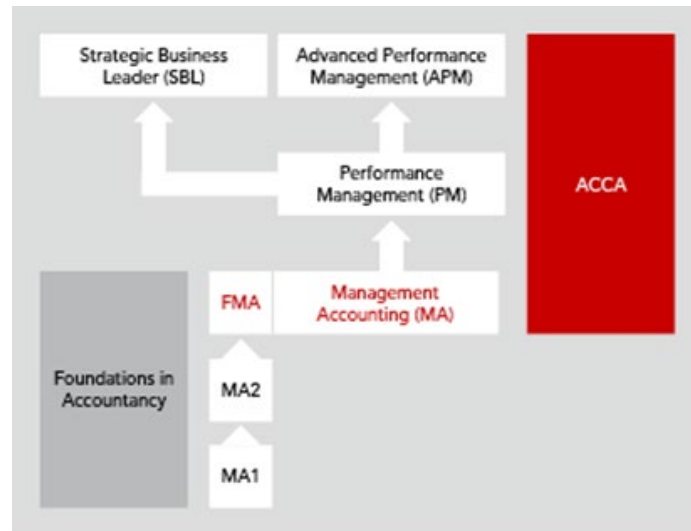 Strategic Business
Leader (SBL)
Advanced Performance
Management (APM)
Performance
Management (PM)
ACCA
FMA
Management
Accounting (MA)
Foundations in
Accountancy
MA2
MA1